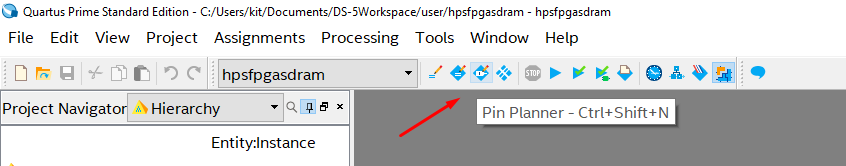 Quartus Prime Standard Edition - C:/Users/kit/Documents/DS-5Workspace/user/hpsfpgasdram - hpsfpgasdram
File Edit View Project Assignments Processing Tools Window Help
hpsfpgasdram
STOP
Project Navigator Hierarchy
Pin Planner - Ctrl+Shift+N
Entity:Instance